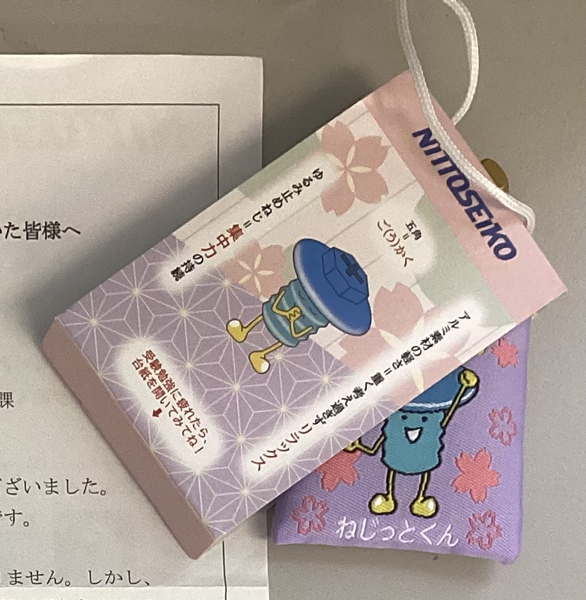 NITTOSEIKO
五角＝
ご(う)かく
アルミ素材の軽さ＝軽く考え過ぎずリラックス
ゆるみ止めねじ＝集中力の持続
受験勉強に疲れたら、
台紙を開いてみてね！
ねじっとくん
いた皆様へ
課
ございました。
です。
ません。しかし、